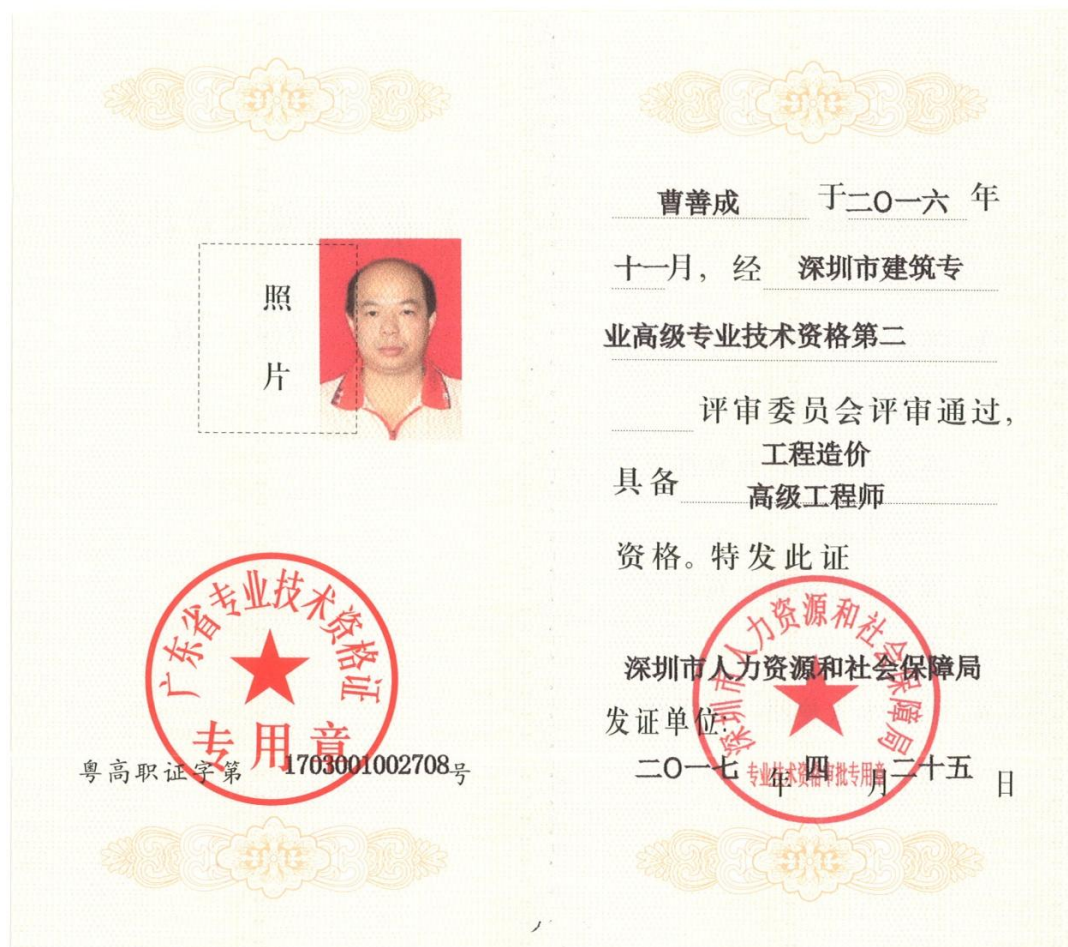 照
片
广东省专业技术资格证
专用章
粤高职证字第 1703001002708号
曹善成 于二〇一六 年
十一月，经 深圳市建筑专
业高级专业技术资格第二
评审委员会评审通过，
工程造价
具备 高级工程师
资格。特发此证
深圳市人力资源和社会保障局
深圳市人力资源和社会保障局
发证单位：
专业技术资格审批专用章
二〇一七 年 四 月 二十五 日